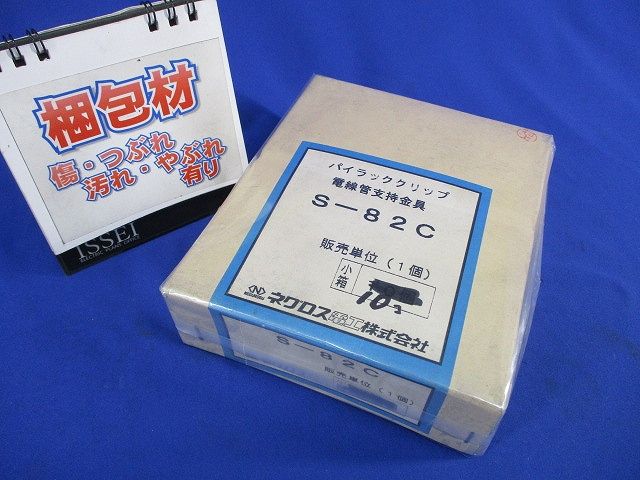 梱包材
傷・つぶれ
汚れ・やぶれ
有り
ISSEI
パイラッククリップ
電線管支持金具
S-82C
販売単位(1個)
小箱
10
ネグロス電工株式会社
S-82C
販売単位(1個)